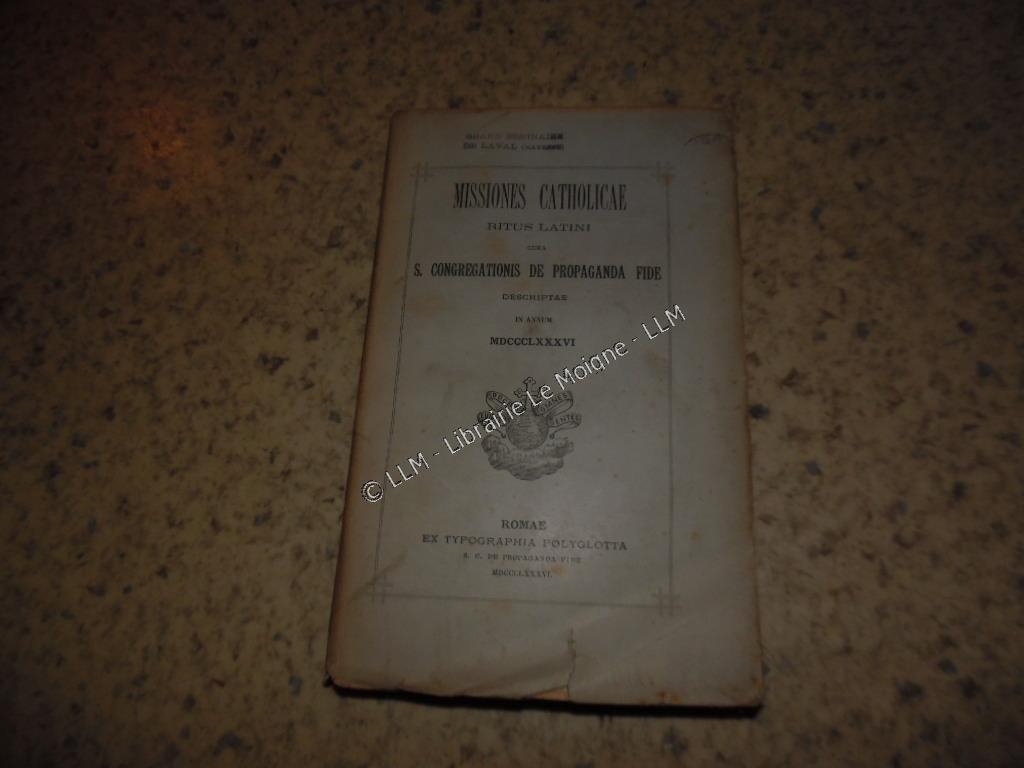 GRAND SÉMINAIRE
DE LAVAL (MAYENNE)
MISSIONES CATHOLICAE
RITUS LATINI
CURA
S. CONGREGATIONIS DE PROPAGANDA FIDE
DESCRIPTAE
IN ANNUM
MDCCCLXXXVI
© LLM - Librairie Le Moigne - LLM
ROMAE
EX TYPOGRAPHIA POLYGLOTTA
S. C. DE PROPAGANDA FIDE
MDCCCLXXXVI.